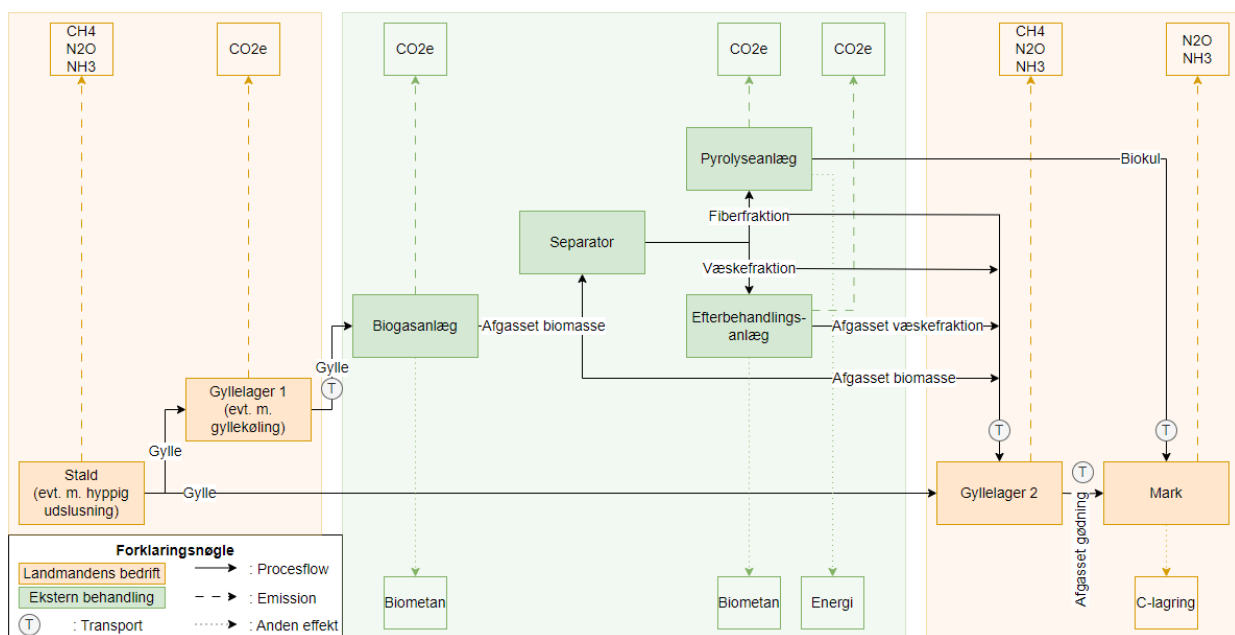 CH4
N2O
NH3
CO2e
CO2e
CO2e
CO2e
CH4
N2O
NH3
N2O
NH3
Pyrolyseanlæg
Biokul
Fiberfraktion
Separator
Væskefraktion
Biogasanlæg
Afgasset biomasse
Efterbehandlings-
anlæg
Afgasset væskefraktion
Gylle
T
Afgasset biomasse
Gyllelager 1
(evt. m.
gyllekøling)
T
T
Gylle
Stald
(evt. m. hyppig
udslusning)
Gylle
Gyllelager 2
T
Mark
Afgasset gødning
Forklaringsnøgle
Landmandens bedrift
: Procesflow
Ekstern behandling
: Emission
T
: Transport
: Anden effekt
Biometan
Biometan
Energi
C-lagring